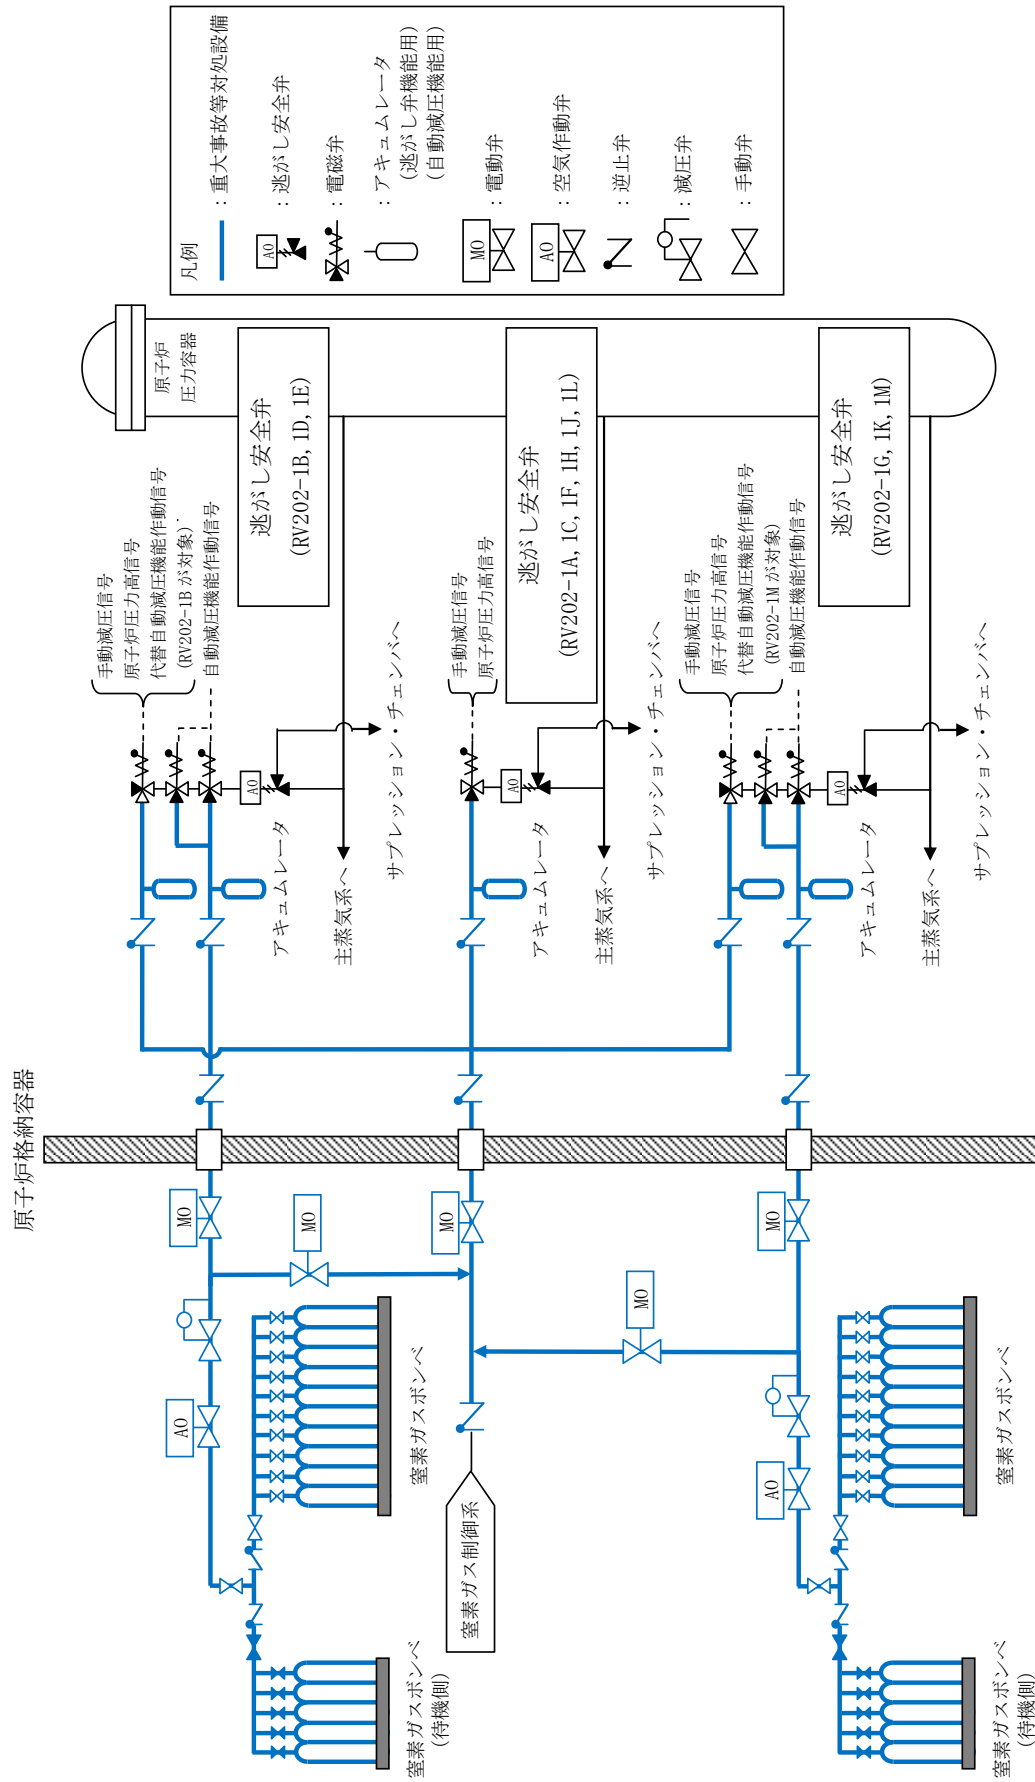 原子炉格納容器
凡例
：重大事故等対処設備
AO
：逃がし安全弁
：電磁弁
：アキュムレータ
(逃がし弁機能用)
(自動減圧機能用)
MO
：電動弁
AO
：空気作動弁
：逆止弁
：減圧弁
：手動弁
原子炉
圧力容器
手動減圧信号
原子炉圧力高信号
代替自動減圧機能作動信号
(RV202-1B が対象)
自動減圧機能作動信号
逃がし安全弁
(RV202-1B, 1D, 1E)
AO
アキュムレータ
主蒸気系へ
サプレッション・チェンバへ
手動減圧信号
原子炉圧力高信号
逃がし安全弁
(RV202-1A, 1C, 1F, 1H, 1J, 1L)
AO
アキュムレータ
主蒸気系へ
サプレッション・チェンバへ
手動減圧信号
原子炉圧力高信号
代替自動減圧機能作動信号
(RV202-1M が対象)
自動減圧機能作動信号
逃がし安全弁
(RV202-1G, 1K, 1M)
AO
アキュムレータ
主蒸気系へ
サプレッション・チェンバへ
MO
MO
MO
MO
MO
AO
AO
窒素ガスボンベ
窒素ガスボンベ
(待機側)
窒素ガス制御系
窒素ガスボンベ
窒素ガスボンベ
(待機側)